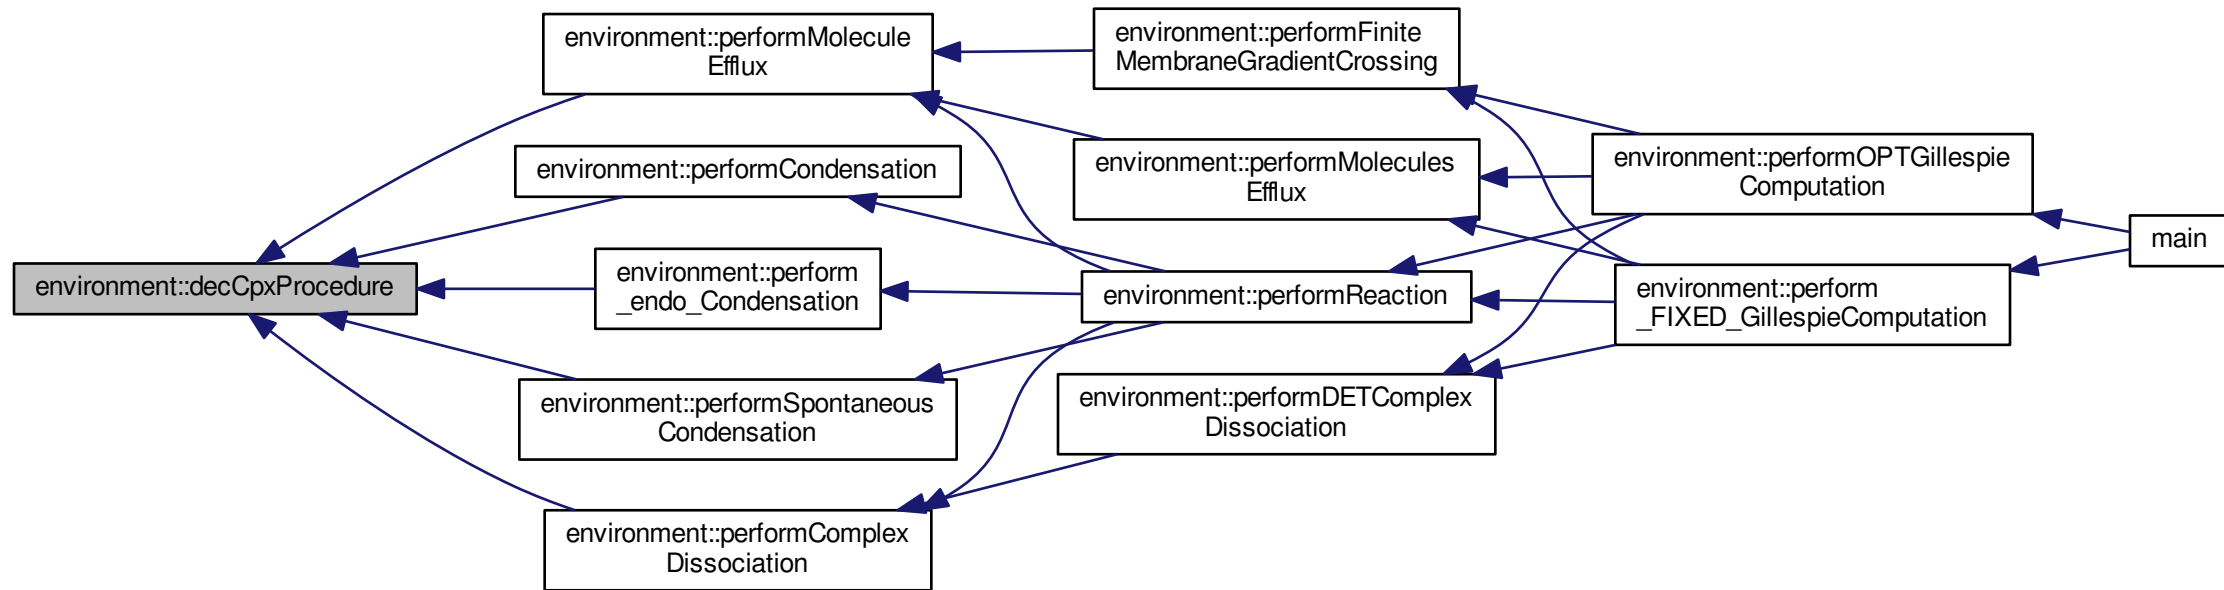 environment::performMolecule
Efflux
environment::performFinite
MembraneGradientCrossing
environment::performCondensation
environment::performMolecules
Efflux
environment::performOPTGillespie
Computation
main
environment::decCpxProcedure
environment::perform
_endo_Condensation
environment::performReaction
environment::perform
_FIXED_GillespieComputation
environment::performSpontaneous
Condensation
environment::performDETComplex
Dissociation
environment::performComplex
Dissociation